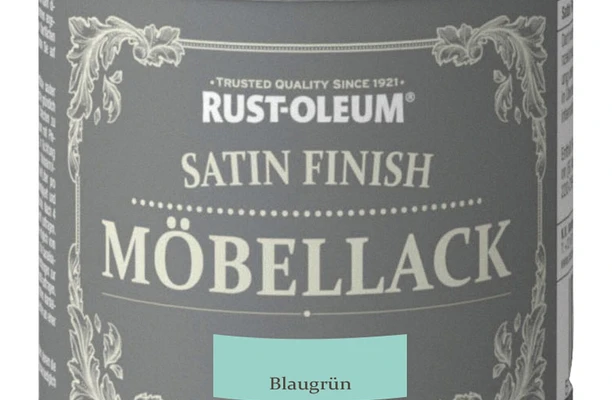 • TRUSTED QUALITY SINCE 1921 •
RUST-OLEUM®
SATIN FINISH
MÖBELLACK
Blaugrün